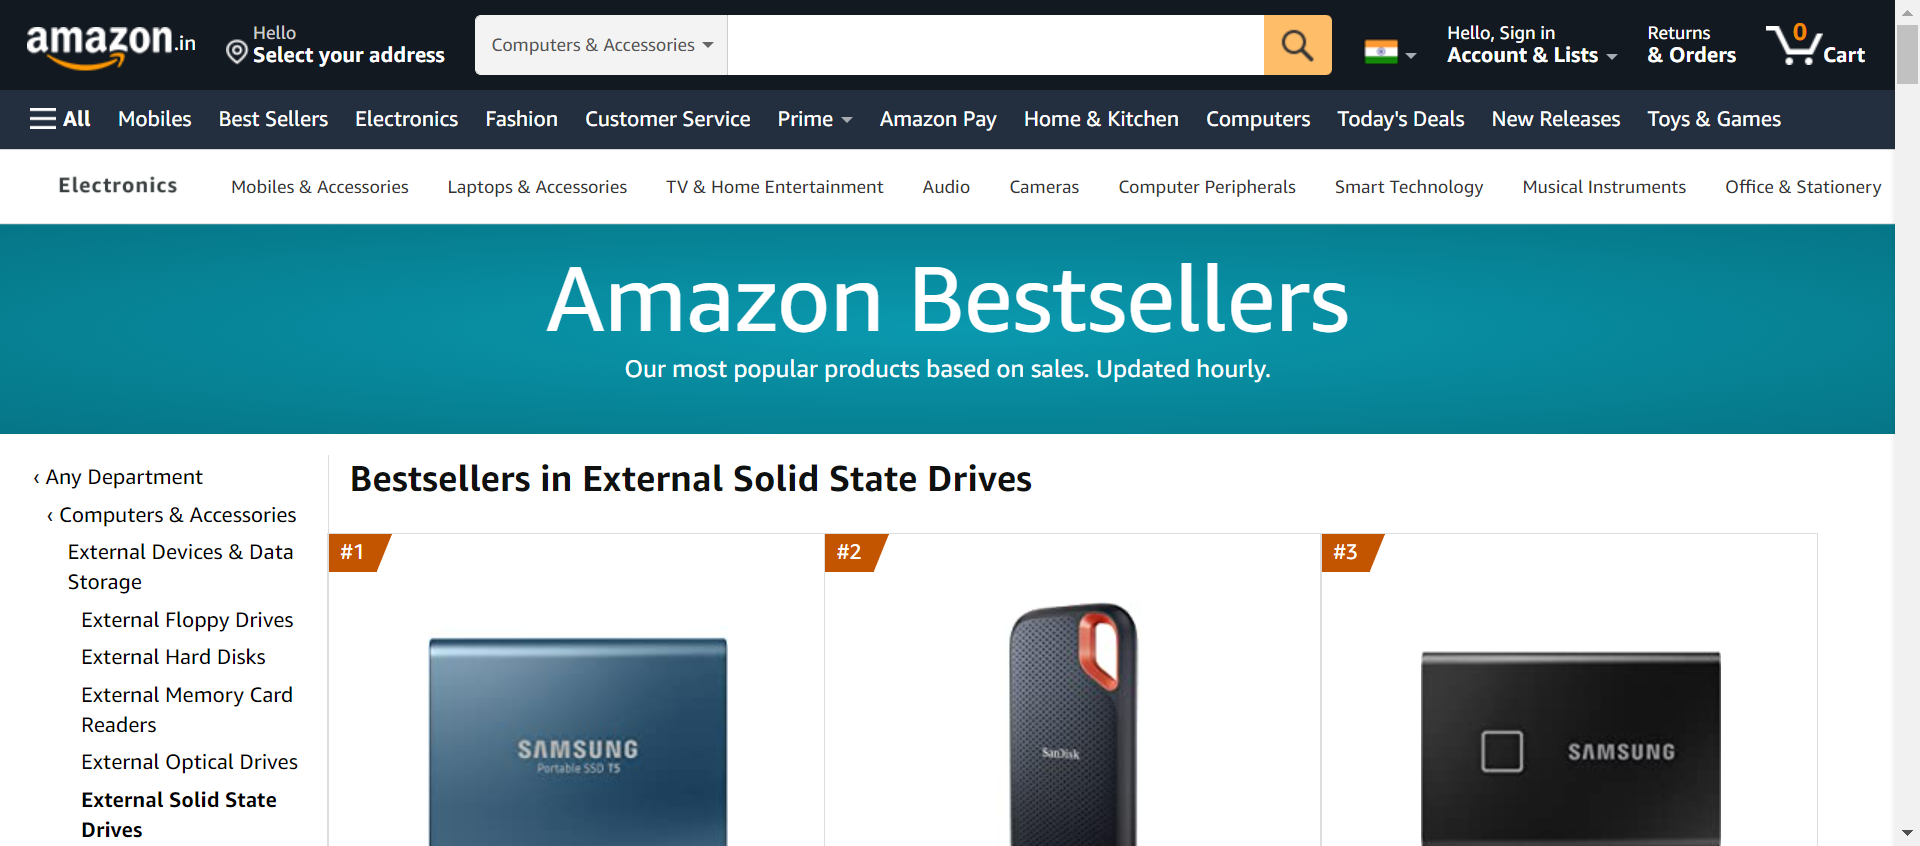 amazon.in
Hello
Select your address
Computers & Accessories
Hello, Sign in
Account & Lists
Returns
& Orders
0
Cart
All Mobiles Best Sellers Electronics Fashion Customer Service Prime Amazon Pay Home & Kitchen Computers Today's Deals New Releases Toys & Games
Electronics Mobiles & Accessories Laptops & Accessories TV & Home Entertainment Audio Cameras Computer Peripherals Smart Technology Musical Instruments Office & Stationery
Amazon Bestsellers
Our most popular products based on sales. Updated hourly.
‹ Any Department
‹ Computers & Accessories
External Devices & Data
Storage
External Floppy Drives
External Hard Disks
External Memory Card
Readers
External Optical Drives
External Solid State
Drives
Bestsellers in External Solid State Drives
#1
SAMSUNG
Portable SSD T5
#2
SanDisk
#3
SAMSUNG